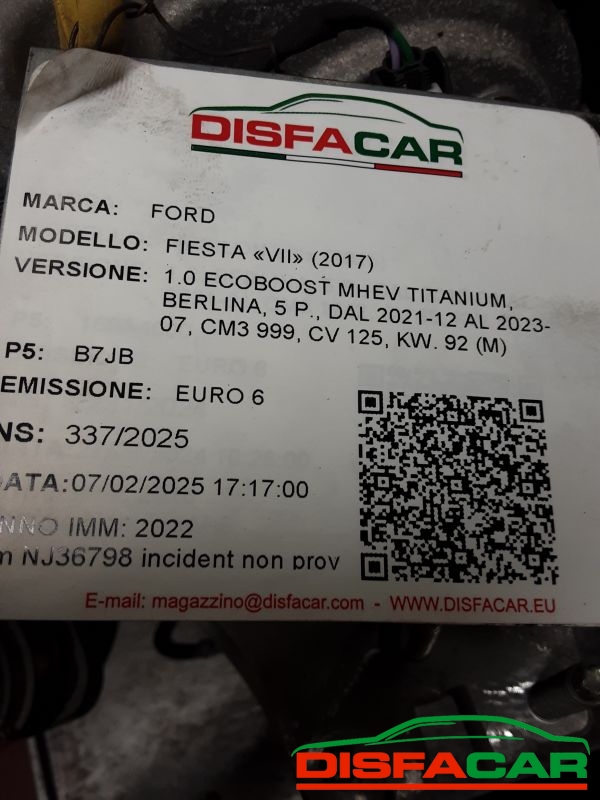 DISFACAR
MARCA: FORD
MODELLO: FIESTA «VII» (2017)
VERSIONE: 1.0 ECOBOOST MHEV TITANIUM,
BERLINA, 5 P., DAL 2021-12 AL 2023-
07, CM3 999, CV 125, KW. 92 (M)
P5: B7JB
EMISSIONE: EURO 6
NS: 337/2025
DATA:07/02/2025 17:17:00
NNO IMM: 2022
m NJ36798 incident non prov
E-mail: magazzino@disfacar.com - WWW.DISFACAR.EU
DISFACAR